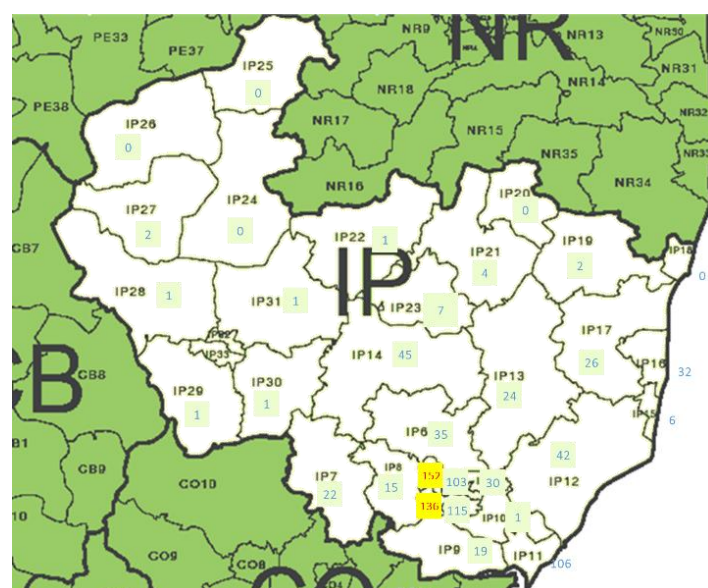 PE33
PE37
NR9
NR
NR13
NR50
IP25
0
NR31
PE38
NR18
NR14
IP26
0
NR17
NR15
NR32
NR35
NR33
NR16
NR34
IP24
0
IP20
0
IP27
2
IP22
1
IP21
4
IP19
2
IP18
0
CB7
IP28
1
IP31
1
IP
IP23
7
IP17
26
IP33
IP14
45
IP16
32
CB
CB8
IP29
1
IP30
1
IP13
24
IP15
6
IP6
35
CB9
CO10
IP7
22
IP8
15
152
103
30
42
IP12
136
115
IP10
1
CO9
CO8
IP9
19
IP11
106